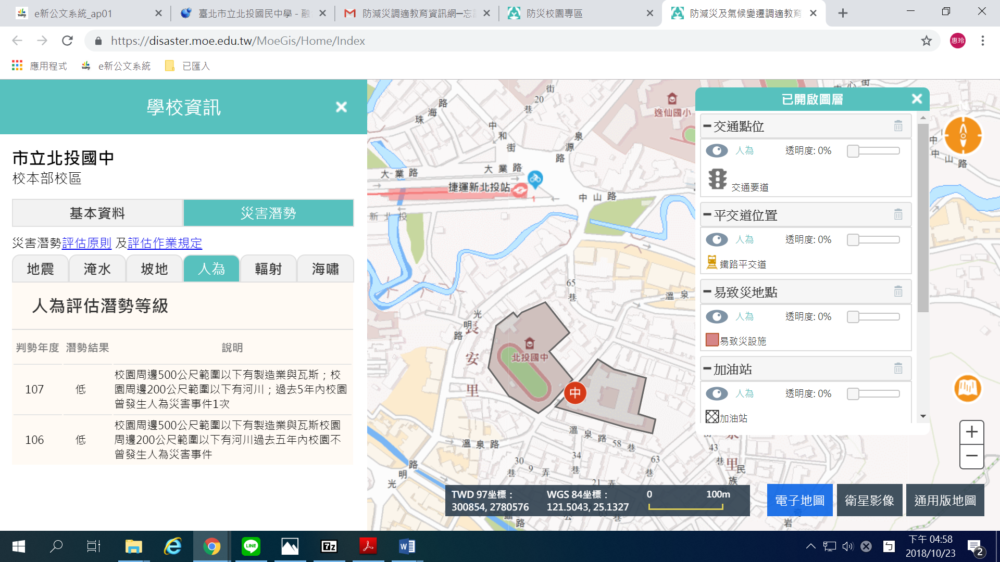 e新公文系統_ap01
臺北市立北投國民中學 - 融
防減災調適教育資訊網─忘
防災校園專區
防減災及氣候變遷調適教育
https://disaster.moe.edu.tw/MoeGis/Home/Index
惠玲
應用程式
e新公文系統
已匯入
學校資訊
市立北投國中
校本部校區
基本資料
災害潛勢
災害潛勢評估原則 及評估作業規定
地震
淹水
坡地
人為
輻射
海嘯
人為評估潛勢等級
判勢年度 潛勢結果 說明
107 低 校園周邊500公尺範圍以下有製造業與瓦斯；校
園周邊200公尺範圍以下有河川；過去5年內校園
曾發生人為災害事件1次
106 低 校園周邊500公尺範圍以下有製造業與瓦斯校園
周邊200公尺範圍以下有河川過去五年內校園不
曾發生人為災害事件
珠海路
街
20
巷
中和街
泉源路
逸仙國小
大業路
大業路
捷運新北投站
1
中山路
新北投
65
巷
溫泉
光明路
長安里
北投國中
中
溫泉路
溫泉路
58巷
34
巷
30
巷
9弄
21弄
63
巷
43
巷
里
民族
光明路
中山路
已開啟圖層
交通點位
人為
透明度: 0%
交通要道
平交道位置
人為
透明度: 0%
鐵路平交道
易致災地點
人為
透明度: 0%
易致災設施
加油站
人為
透明度: 0%
加油站
+
−
TWD 97坐標：
300854, 2780576
WGS 84坐標：
121.5043, 25.1327
0
100m
電子地圖
衛星影像
通用版地圖
LINE
7z
W
ㄅ
下午 04:58
2018/10/23
2